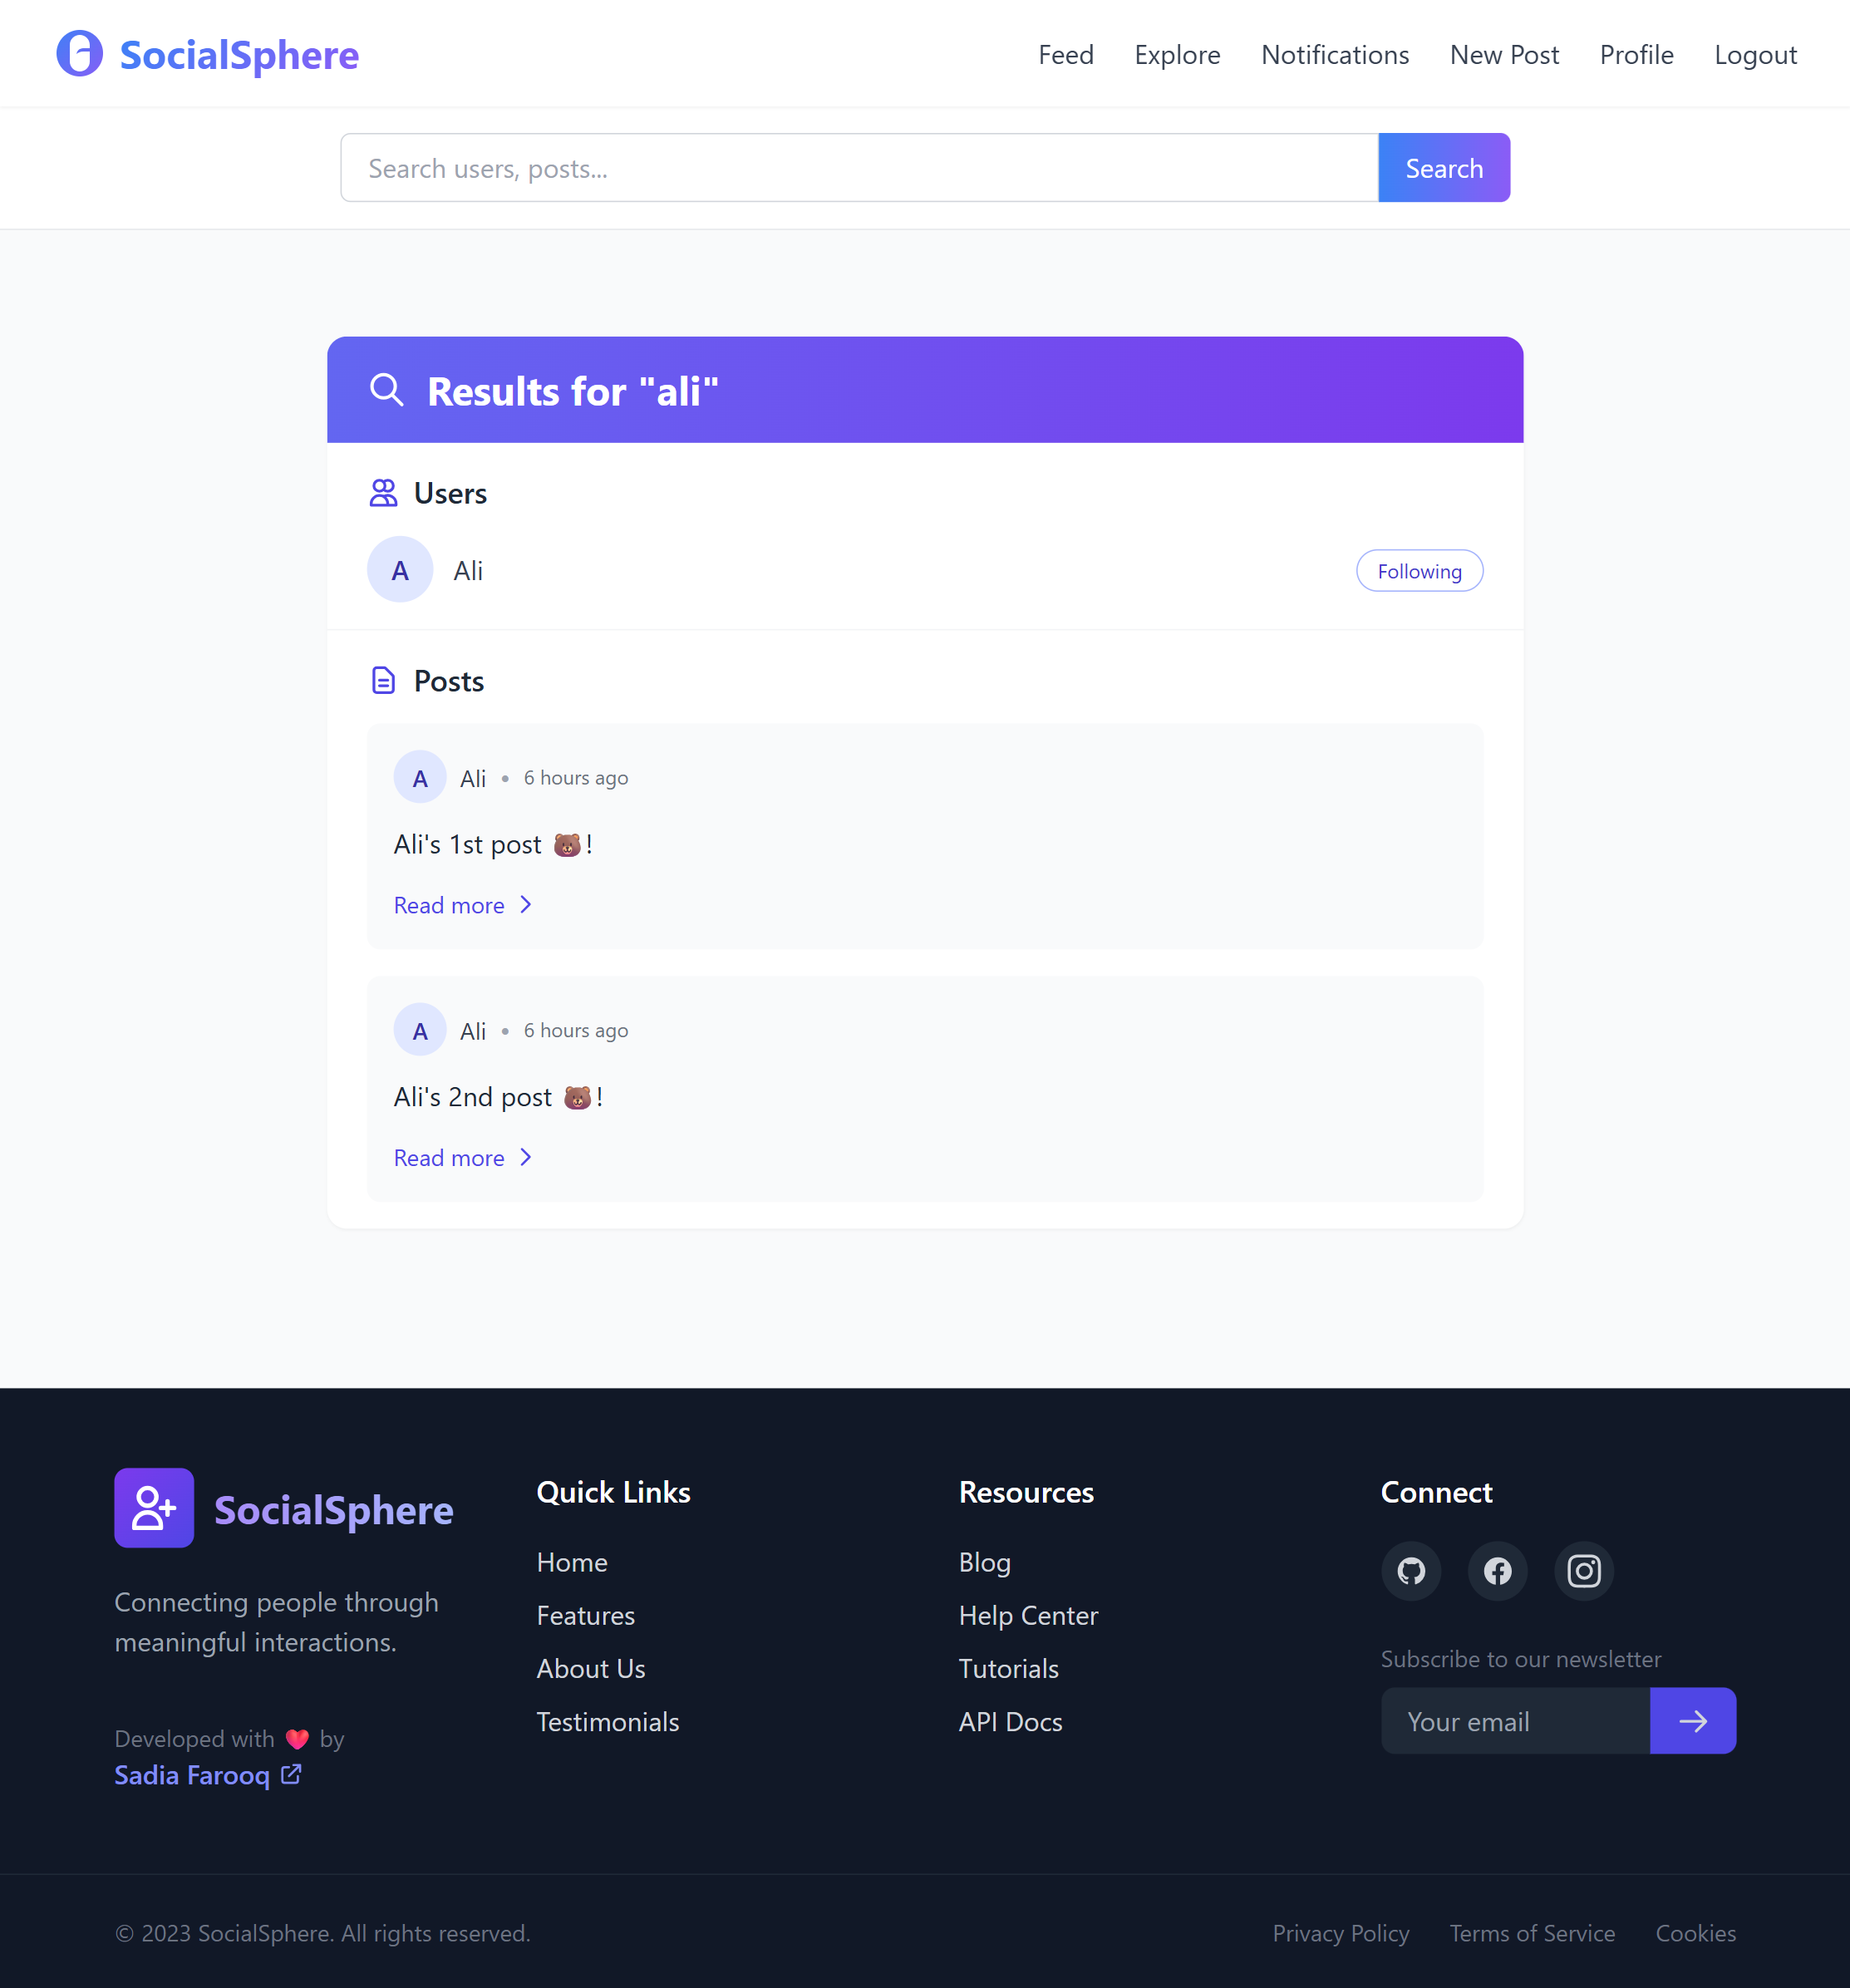 SocialSphere
Feed Explore Notifications New Post Profile Logout
Search users, posts...
Search
Results for "ali"
Users
A Ali Following
Posts
A Ali • 6 hours ago
Ali's 1st post 🐻!
Read more
A Ali • 6 hours ago
Ali's 2nd post 🐻!
Read more
SocialSphere
Connecting people through
meaningful interactions.
Developed with ❤️ by
Sadia Farooq
Quick Links
Home
Features
About Us
Testimonials
Resources
Blog
Help Center
Tutorials
API Docs
Connect
Subscribe to our newsletter
Your email
© 2023 SocialSphere. All rights reserved.
Privacy Policy Terms of Service Cookies